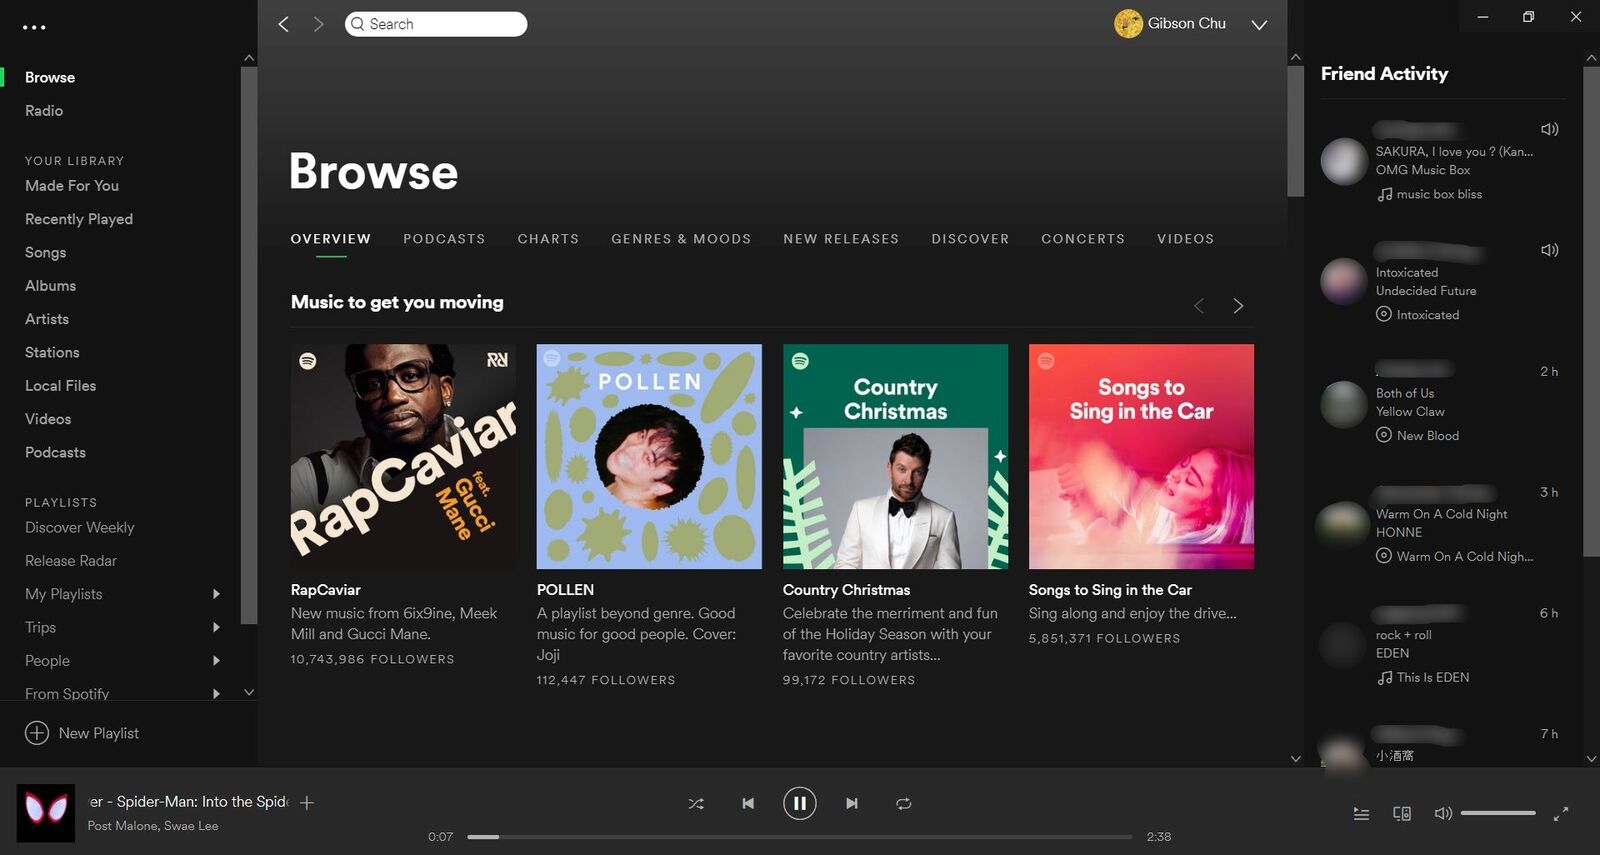 Search
Gibson Chu
Browse
Radio
YOUR LIBRARY
Made For You
Recently Played
Songs
Albums
Artists
Stations
Local Files
Videos
Podcasts
PLAYLISTS
Discover Weekly
Release Radar
My Playlists
Trips
People
From Spotify
New Playlist
Browse
OVERVIEW PODCASTS CHARTS GENRES & MOODS NEW RELEASES DISCOVER CONCERTS VIDEOS
Music to get you moving
RapCaviar
feat.
Gucci
Mane
RapCaviar
New music from 6ix9ine, Meek
Mill and Gucci Mane.
10,743,986 FOLLOWERS
POLLEN
POLLEN
A playlist beyond genre. Good
music for good people. Cover:
Joji
112,447 FOLLOWERS
Country
Christmas
Country Christmas
Celebrate the merriment and fun
of the Holiday Season with your
favorite country artists...
99,172 FOLLOWERS
Songs to
Sing in the Car
Songs to Sing in the Car
Sing along and enjoy the drive...
5,851,371 FOLLOWERS
Friend Activity
SAKURA, I love you ? (Kan...
OMG Music Box
music box bliss
Intoxicated
Undecided Future
Intoxicated
2 h
Both of Us
Yellow Claw
New Blood
3 h
Warm On A Cold Night
HONNE
Warm On A Cold Nigh...
6 h
rock + roll
EDEN
This Is EDEN
7 h
小酒窩
er - Spider-Man: Into the Spide
Post Malone, Swae Lee
0:07
2:38